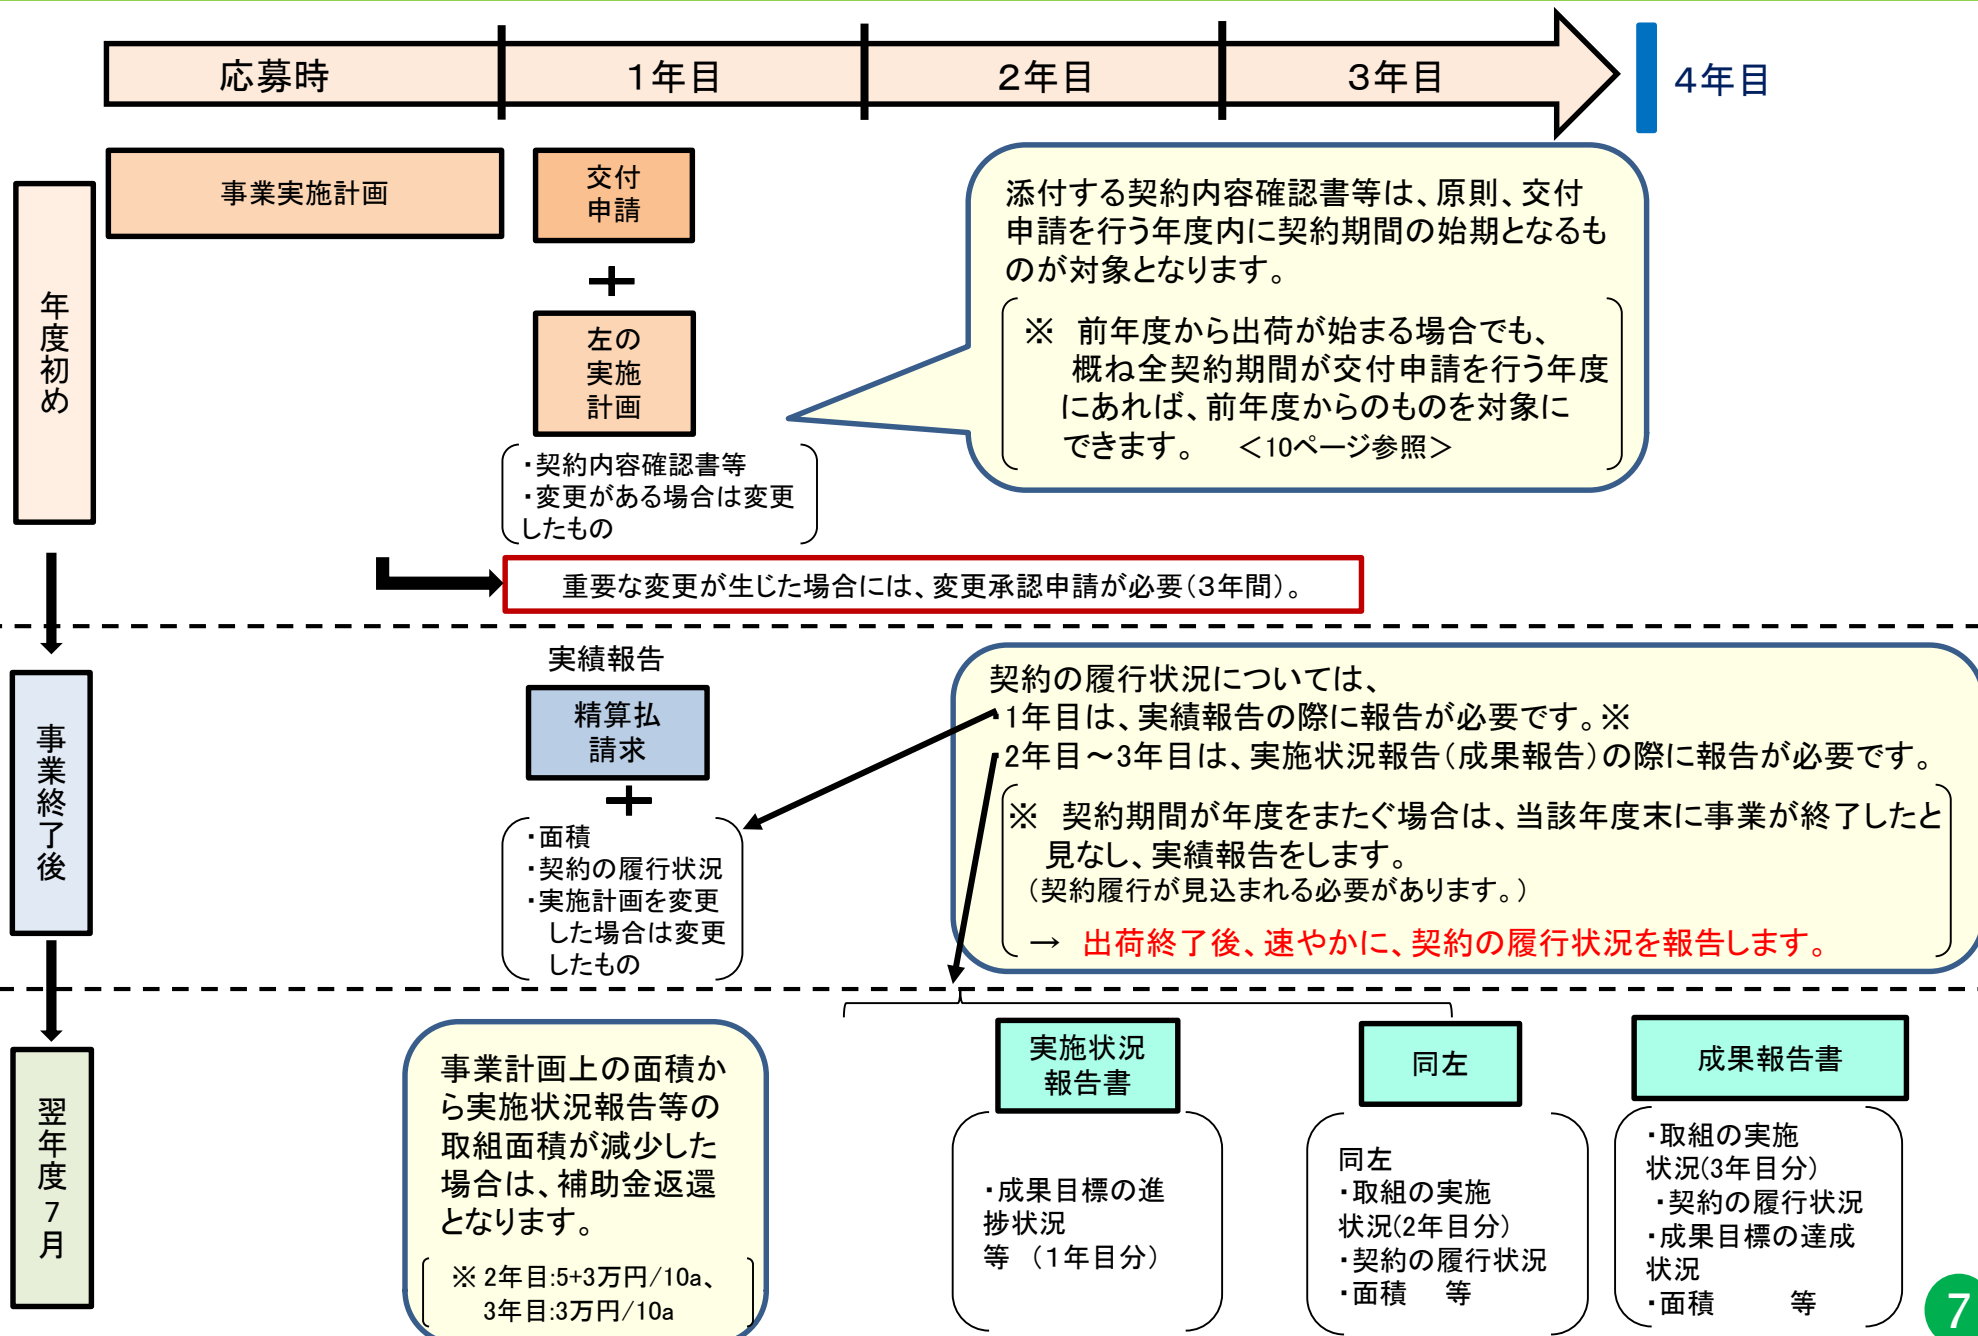 応募時
1年目
2年目
3年目
4年目
年度初め
事業実施計画
交付
申請
＋
左の
実施
計画
・契約内容確認書等
・変更がある場合は変更
したもの
添付する契約内容確認書等は、原則、交付
申請を行う年度内に契約期間の始期となるも
のが対象となります。
※ 前年度から出荷が始まる場合でも、
概ね全契約期間が交付申請を行う年度
にあれば、前年度からのものを対象に
できます。 ＜10ページ参照＞
重要な変更が生じた場合には、変更承認申請が必要（3年間）。
事業終了後
実績報告
精算払
請求
＋
・面積
・契約の履行状況
・実施計画を変更
した場合は変更
したもの
契約の履行状況については、
・1年目は、実績報告の際に報告が必要です。※
・2年目～3年目は、実施状況報告（成果報告）の際に報告が必要です。
※ 契約期間が年度をまたぐ場合は、当該年度末に事業が終了したと
見なし、実績報告をします。
（契約履行が見込まれる必要があります。）
→ 出荷終了後、速やかに、契約の履行状況を報告します。
翌年度7月
事業計画上の面積か
ら実施状況報告等の
取組面積が減少した
場合は、補助金返還
となります。
※ 2年目:5+3万円/10a、
3年目:3万円/10a
実施状況
報告書
・成果目標の進
捗状況
等 （1年目分）
同左
同左
・取組の実施
状況(2年目分）
・契約の履行状況
・面積 等
成果報告書
・取組の実施
状況(3年目分）
・契約の履行状況
・成果目標の達成
状況
・面積 等
7